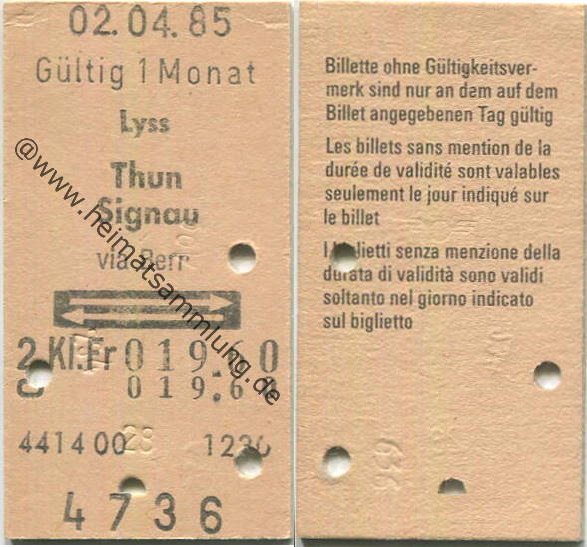 02.04.85
Gültig 1 Monat
Lyss
Thun
Signau
via Bern
2.Kl.Fr 019.60
019.60
441400 28 1230
4736
@www.heimatsammlung.de
Billette ohne Gültigkeitsver-
merk sind nur an dem auf dem
Billet angegebenen Tag gültig
Les billets sans mention de la
durée de validité sont valables
seulement le jour indiqué sur
le billet
I biglietti senza menzione della
durata di validità sono validi
soltanto nel giorno indicato
sul biglietto